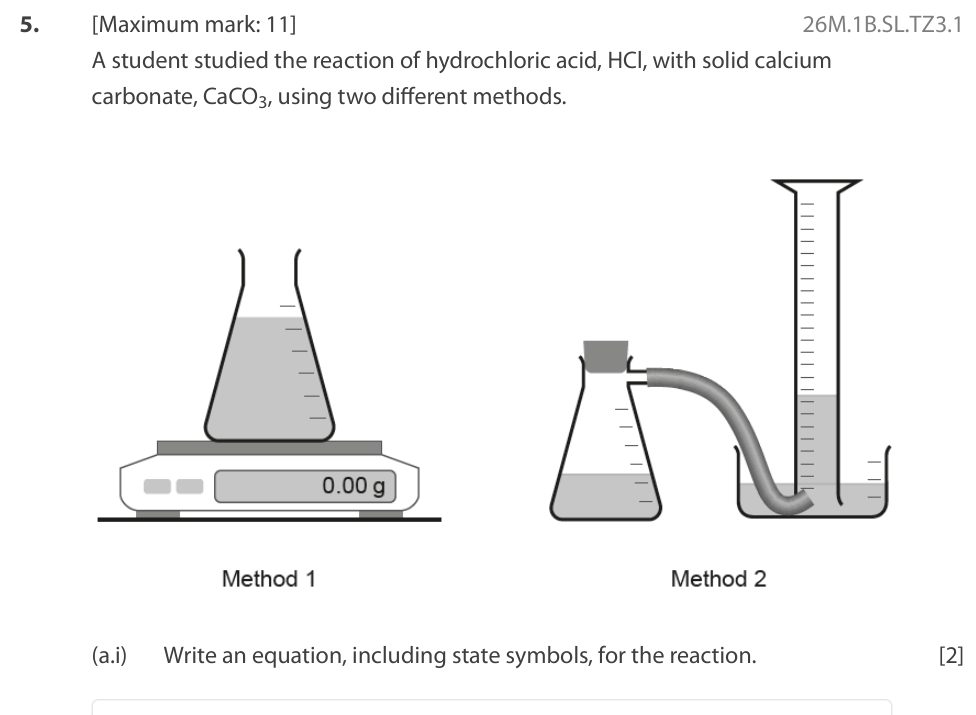 5. [Maximum mark: 11] 26M.1B.SL.TZ3.1
A student studied the reaction of hydrochloric acid, HCl, with solid calcium
carbonate, CaCO₃, using two different methods.
0.00 g
Method 1 Method 2
(a.i) Write an equation, including state symbols, for the reaction. [2]